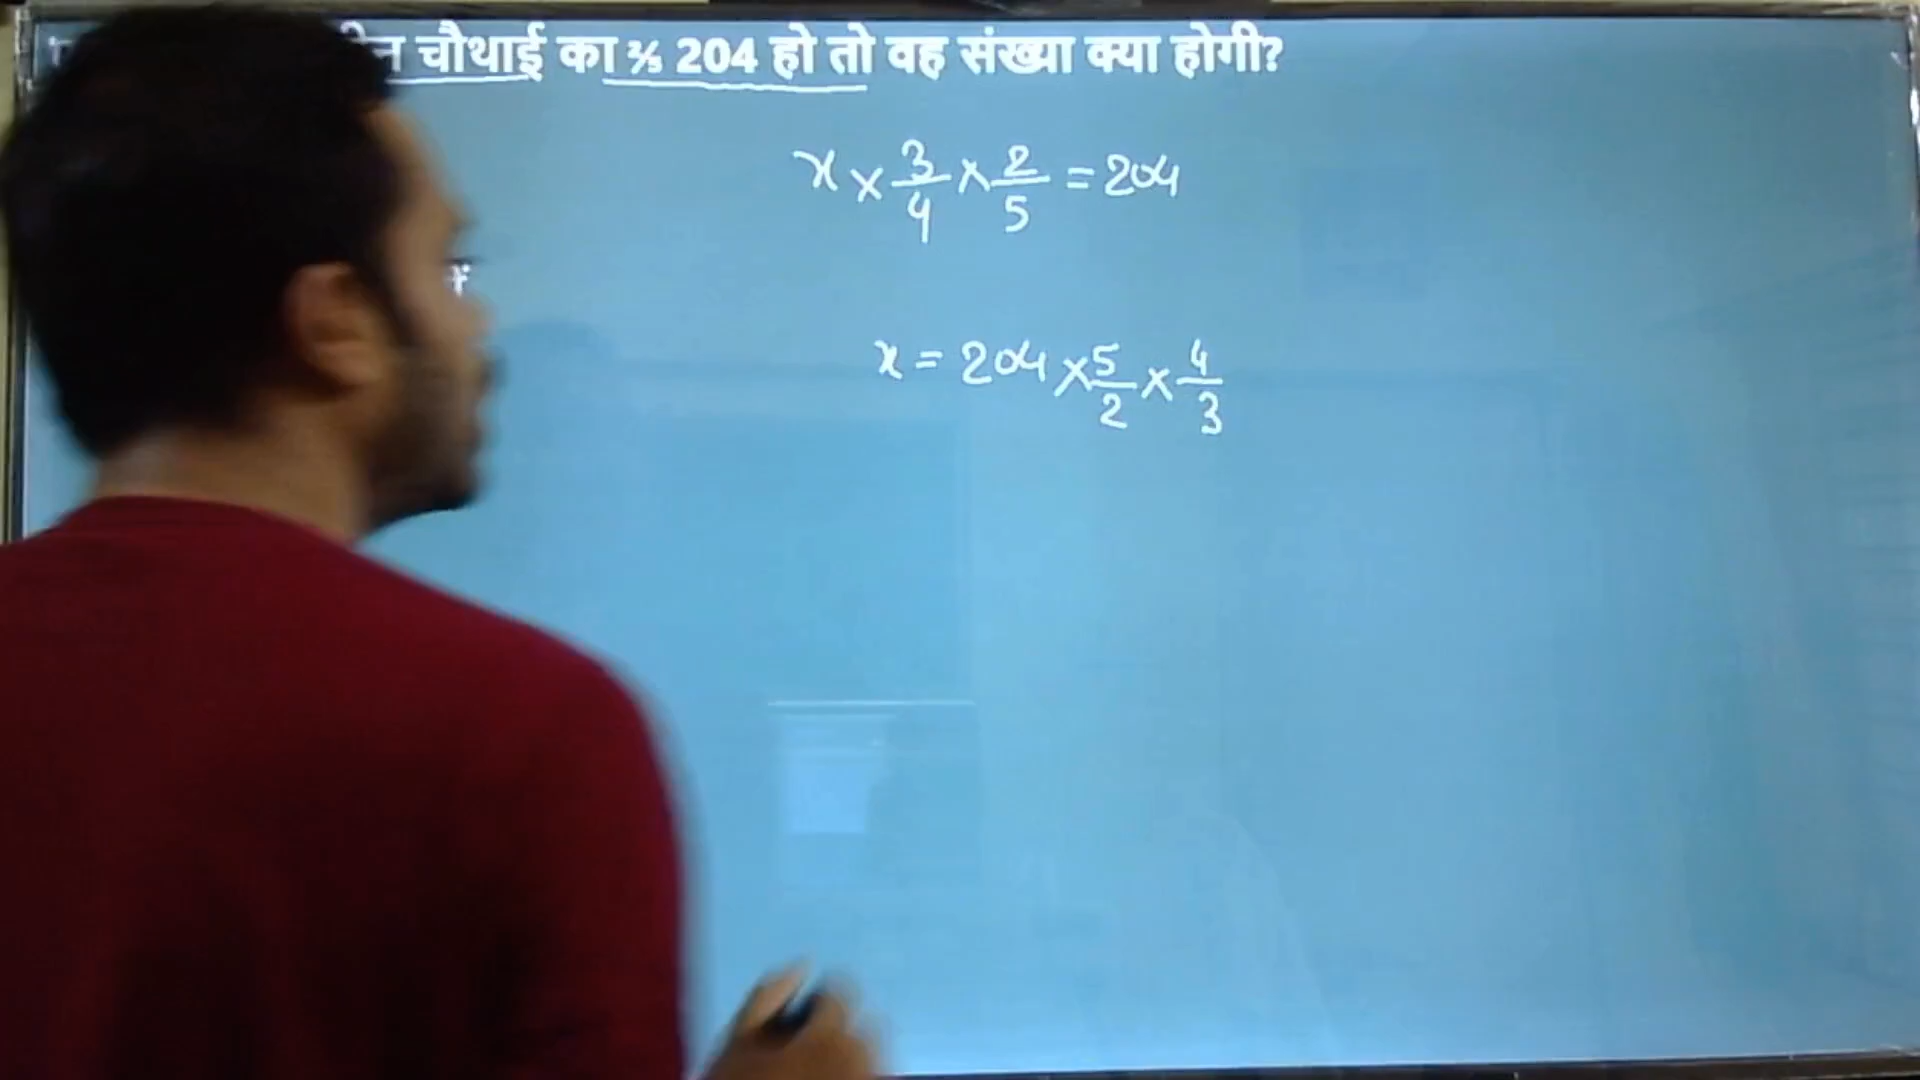 चौथाई का ⅖ 204 हो तो वह संख्या क्या होगी?
x × 3/4 × 2/5 = 204
x = 204 × 5/2 × 4/3